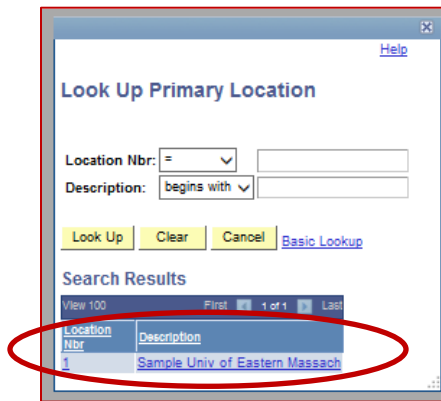 Help
Look Up Primary Location
Location Nbr: =
Description: begins with
Look Up Clear Cancel Basic Lookup
Search Results
View 100 First 1 of 1 Last
Location Nbr Description
1 Sample Univ of Eastern Massach